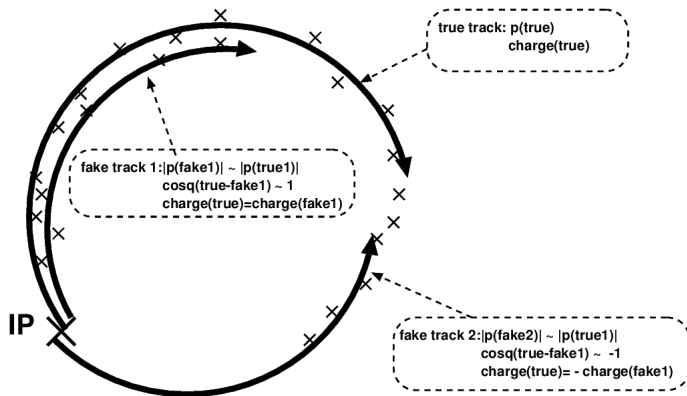 true track: p(true)
charge(true)
fake track 1:|p(fake1)| ~ |p(true1)|
cosq(true-fake1) ~ 1
charge(true)=charge(fake1)
IP
fake track 2:|p(fake2)| ~ |p(true1)|
cosq(true-fake1) ~ -1
charge(true)= - charge(fake1)